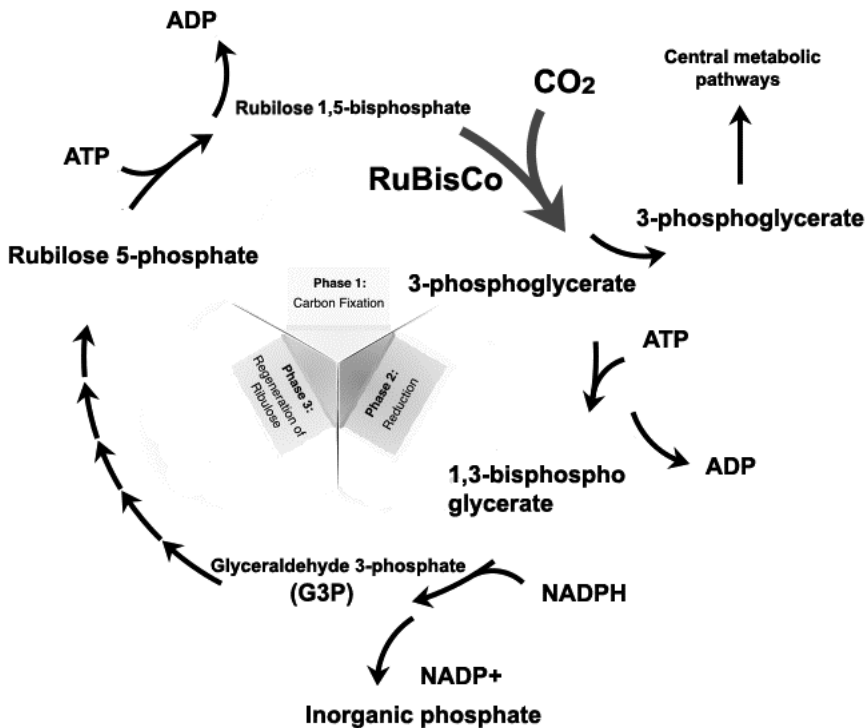 ADP
Rubilose 1,5-bisphosphate
CO2
Central metabolic
pathways
ATP
RuBisCo
3-phosphoglycerate
Rubilose 5-phosphate
Phase 1:
Carbon Fixation
3-phosphoglycerate
Phase 3:
Regeneration of
Ribulose
Phase 2:
Reduction
ATP
ADP
1,3-bisphospho
glycerate
Glyceraldehyde 3-phosphate
(G3P)
NADPH
NADP+
Inorganic phosphate